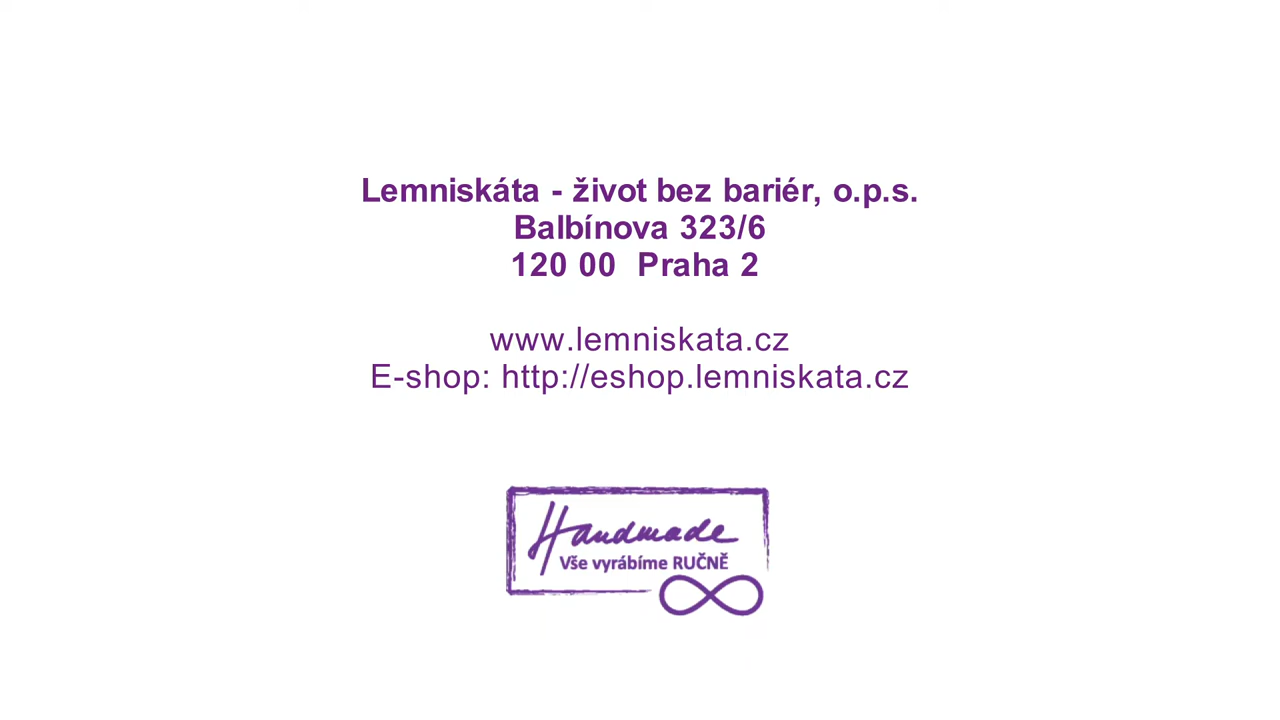 Lemniskáta - život bez bariér, o.p.s.
Balbínova 323/6
120 00  Praha 2
www.lemniskata.cz
E-shop: http://eshop.lemniskata.cz
Handmade
Vše vyrábíme RUČNĚ